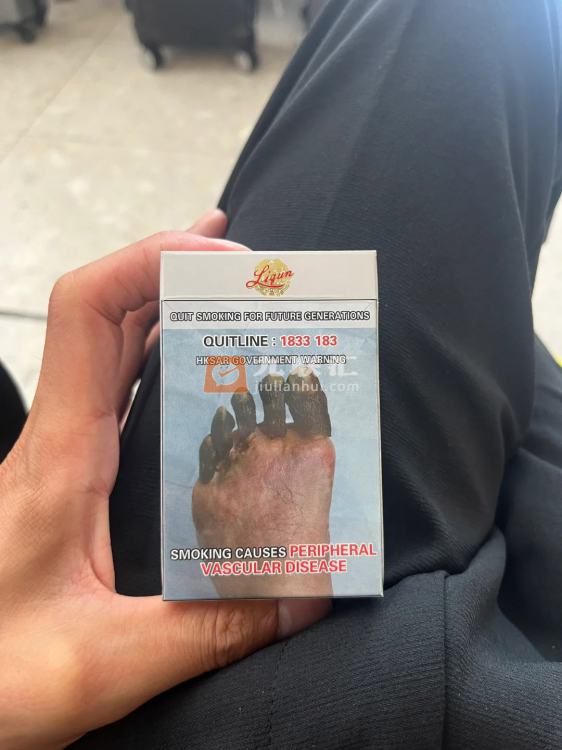 Liqun
QUIT SMOKING FOR FUTURE GENERATIONS
QUITLINE : 1833 183
HKSAR GOVERNMENT WARNING
jiulianhui.com
SMOKING CAUSES PERIPHERAL
VASCULAR DISEASE